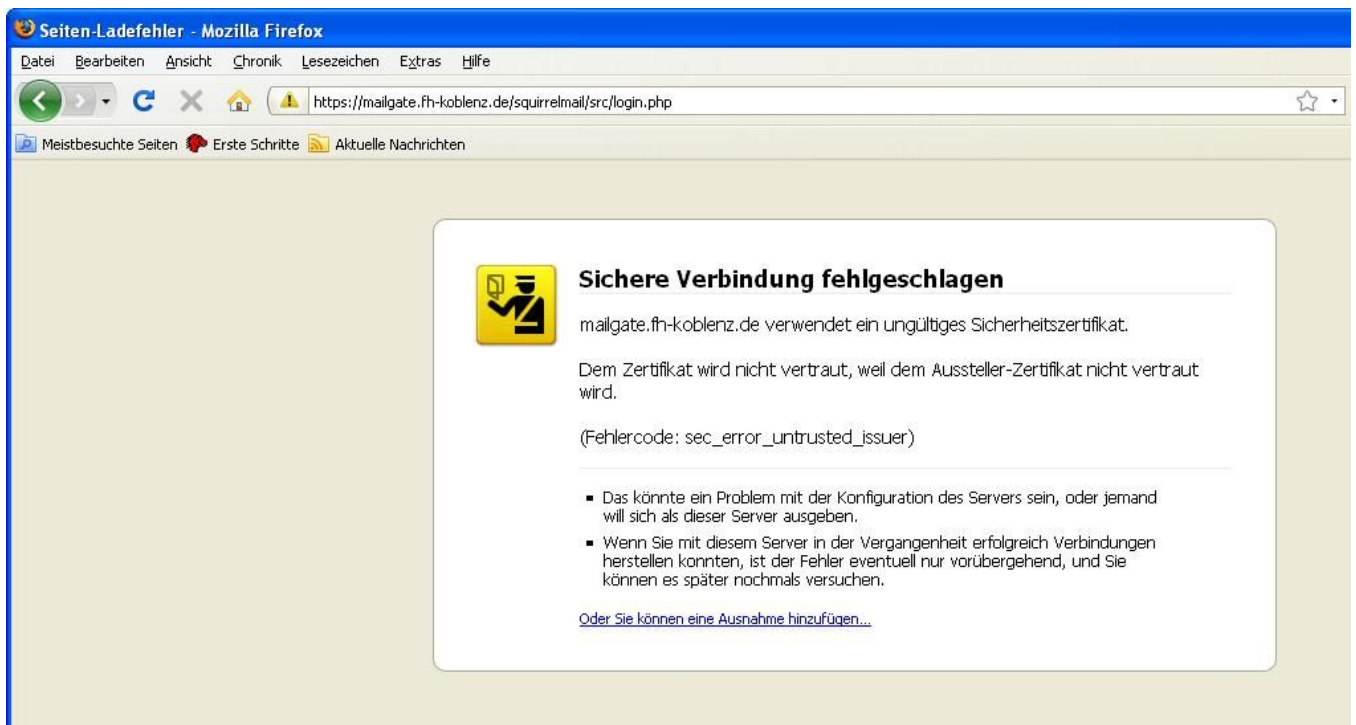 Seiten-Ladefehler - Mozilla Firefox
Datei Bearbeiten Ansicht Chronik Lesezeichen Extras Hilfe
https://mailgate.fh-koblenz.de/squirrelmail/src/login.php
Meistbesuchte Seiten Erste Schritte Aktuelle Nachrichten
Sichere Verbindung fehlgeschlagen
mailgate.fh-koblenz.de verwendet ein ungültiges Sicherheitszertifikat.
Dem Zertifikat wird nicht vertraut, weil dem Aussteller-Zertifikat nicht vertraut
wird.
(Fehlercode: sec_error_untrusted_issuer)
Das könnte ein Problem mit der Konfiguration des Servers sein, oder jemand
will sich als dieser Server ausgeben.
Wenn Sie mit diesem Server in der Vergangenheit erfolgreich Verbindungen
herstellen konnten, ist der Fehler eventuell nur vorübergehend, und Sie
können es später nochmals versuchen.
Oder Sie können eine Ausnahme hinzufügen...